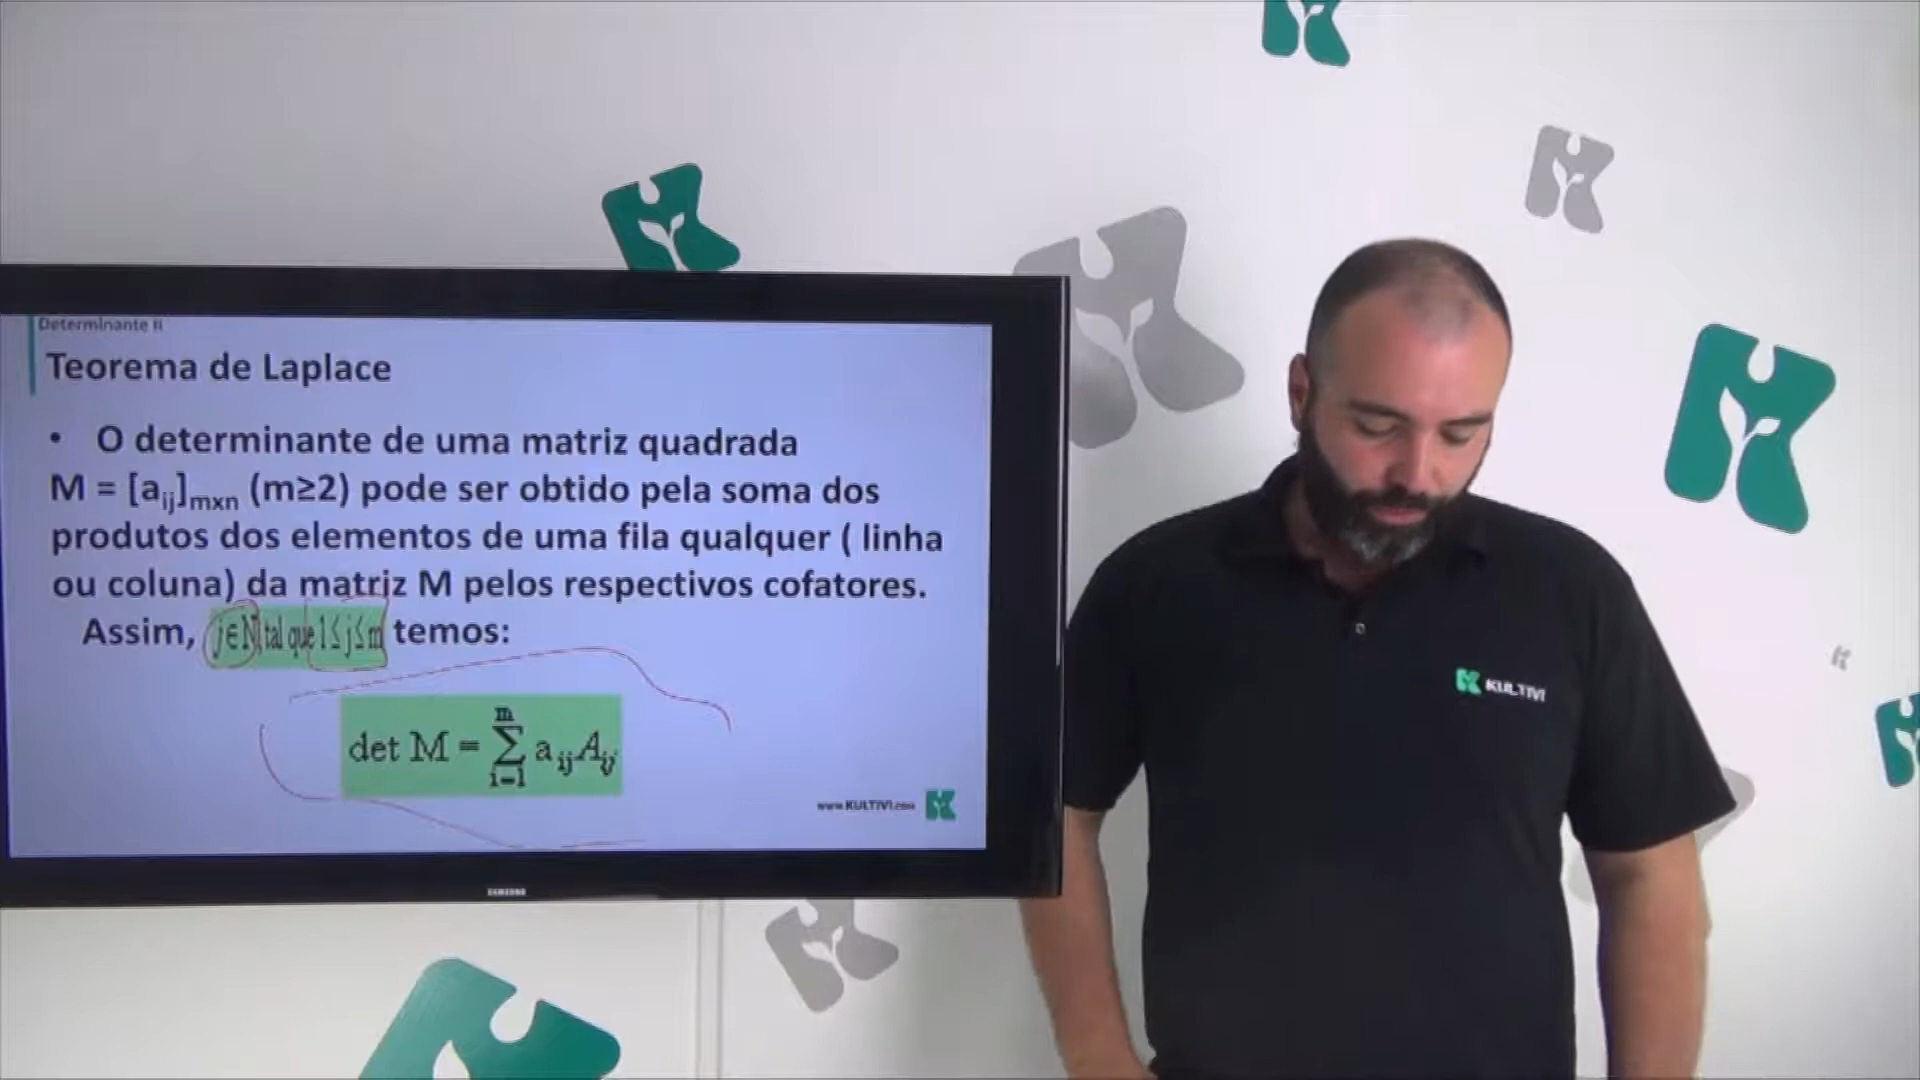 Determinante II
Teorema de Laplace
• O determinante de uma matriz quadrada
M = [aij]mxn (m≥2) pode ser obtido pela soma dos
produtos dos elementos de uma fila qualquer ( linha
ou coluna) da matriz M pelos respectivos cofatores.
Assim, j∈N tal que 1≤j≤m temos:
m
det M = ∑ aij Aij
i=1
www.KULTIVI.com
SAMSUNG
KULTIVI